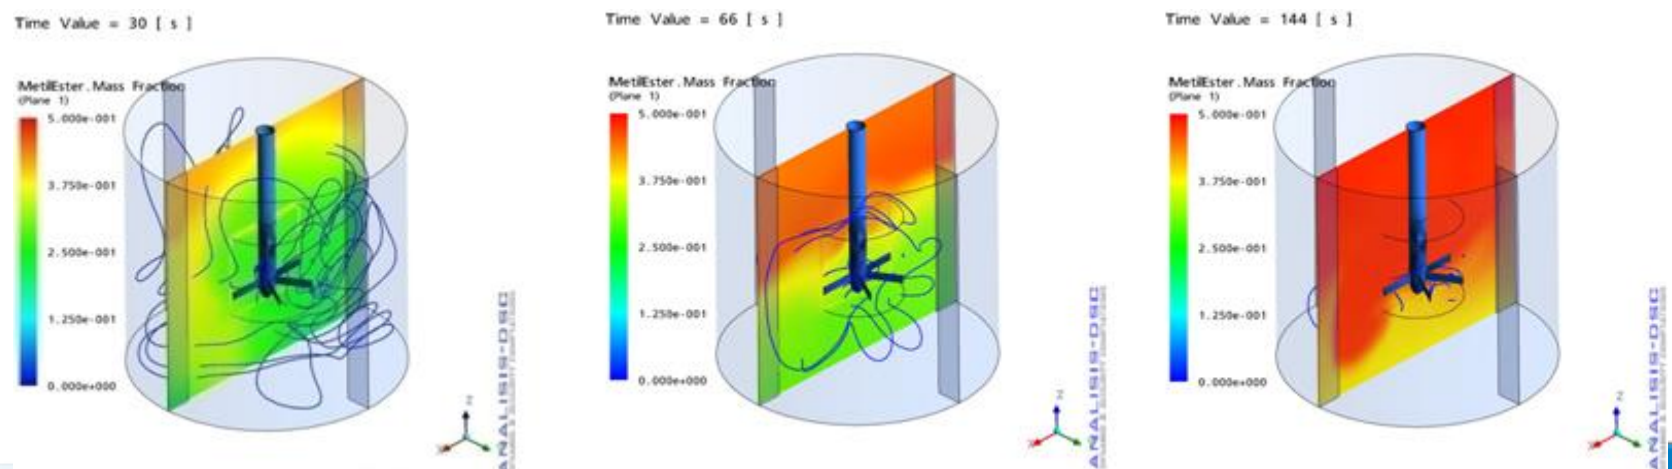 Time Value = 30 [ s ]
MetilEster.Mass Fraction
(Plane 1)
5.000e-001
3.750e-001
2.500e-001
1.250e-001
0.000e+000
Z
X
ANALISIS-DSC
Time Value = 66 [ s ]
MetilEster.Mass Fraction
(Plane 1)
5.000e-001
3.750e-001
2.500e-001
1.250e-001
0.000e+000
Z
X
ANALISIS-DSC
Time Value = 144 [ s ]
MetilEster.Mass Fraction
(Plane 1)
5.000e-001
3.750e-001
2.500e-001
1.250e-001
0.000e+000
Z
X
ANALISIS-DSC